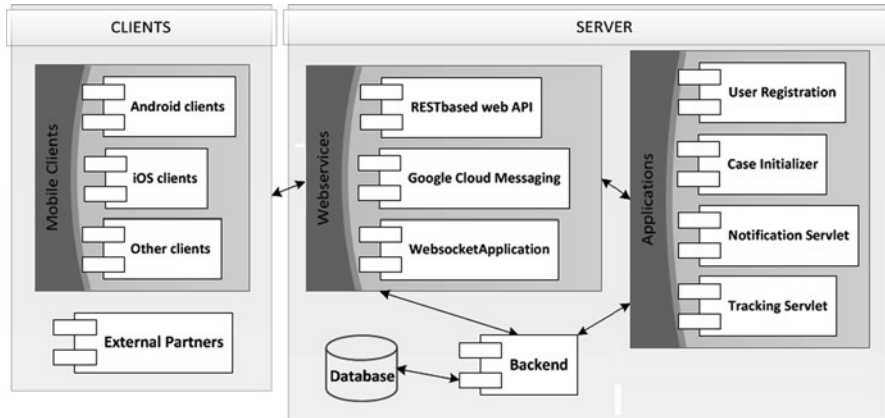 CLIENTS
Mobile Clients
Android clients
iOS clients
Other clients
External Partners
SERVER
Webservices
RESTbased web API
Google Cloud Messaging
WebsocketApplication
Applications
User Registration
Case Initializer
Notification Servlet
Tracking Servlet
Database
Backend